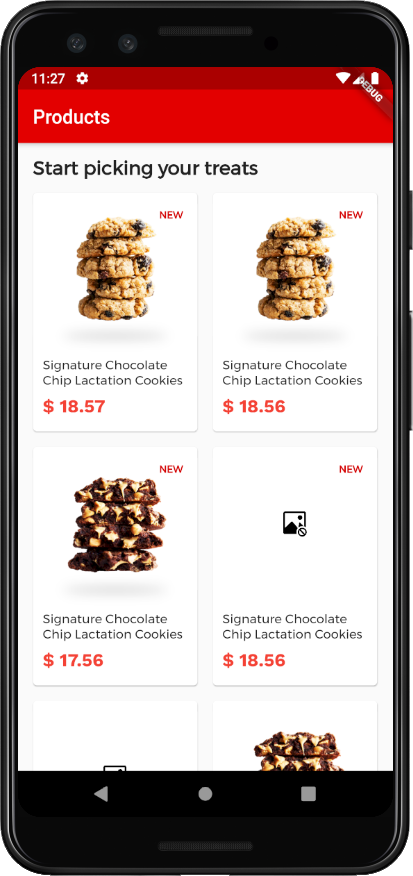 11:27
DEBUG
Products
Start picking your treats
NEW
Signature Chocolate
Chip Lactation Cookies
$ 18.57
NEW
Signature Chocolate
Chip Lactation Cookies
$ 18.56
NEW
Signature Chocolate
Chip Lactation Cookies
$ 17.56
NEW
Signature Chocolate
Chip Lactation Cookies
$ 18.56